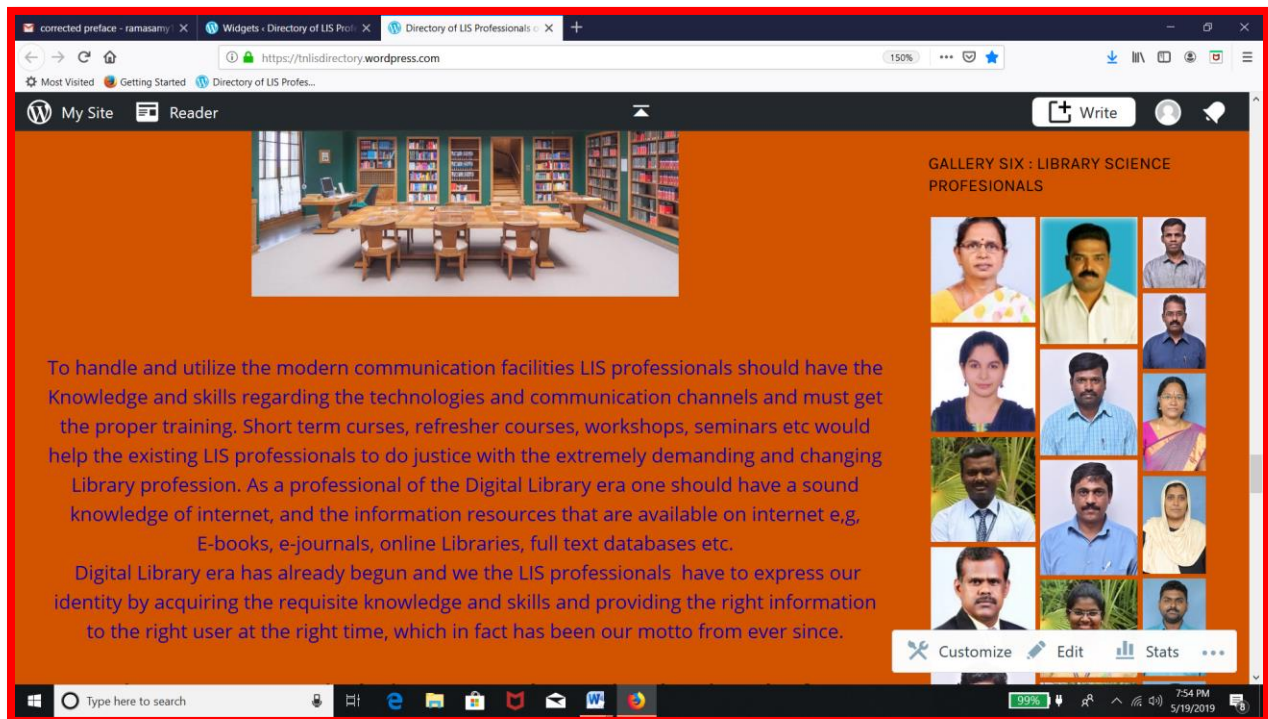 corrected preface - ramasamy
Widgets ‹ Directory of LIS Prof
Directory of LIS Professionals o
https://tnlisdirectory.wordpress.com
150%
Most Visited
Getting Started
Directory of LIS Profes...
My Site
Reader
Write
GALLERY SIX : LIBRARY SCIENCE
PROFESIONALS
To handle and utilize the modern communication facilities LIS professionals should have the
Knowledge and skills regarding the technologies and communication channels and must get
the proper training. Short term curses, refresher courses, workshops, seminars etc would
help the existing LIS professionals to do justice with the extremely demanding and changing
Library profession. As a professional of the Digital Library era one should have a sound
knowledge of internet, and the information resources that are available on internet e,g,
E-books, e-journals, online Libraries, full text databases etc.
Digital Library era has already begun and we the LIS professionals have to express our
identity by acquiring the requisite knowledge and skills and providing the right information
to the right user at the right time, which in fact has been our motto from ever since.
Customize
Edit
Stats
Type here to search
99%
7:54 PM
5/19/2019
8